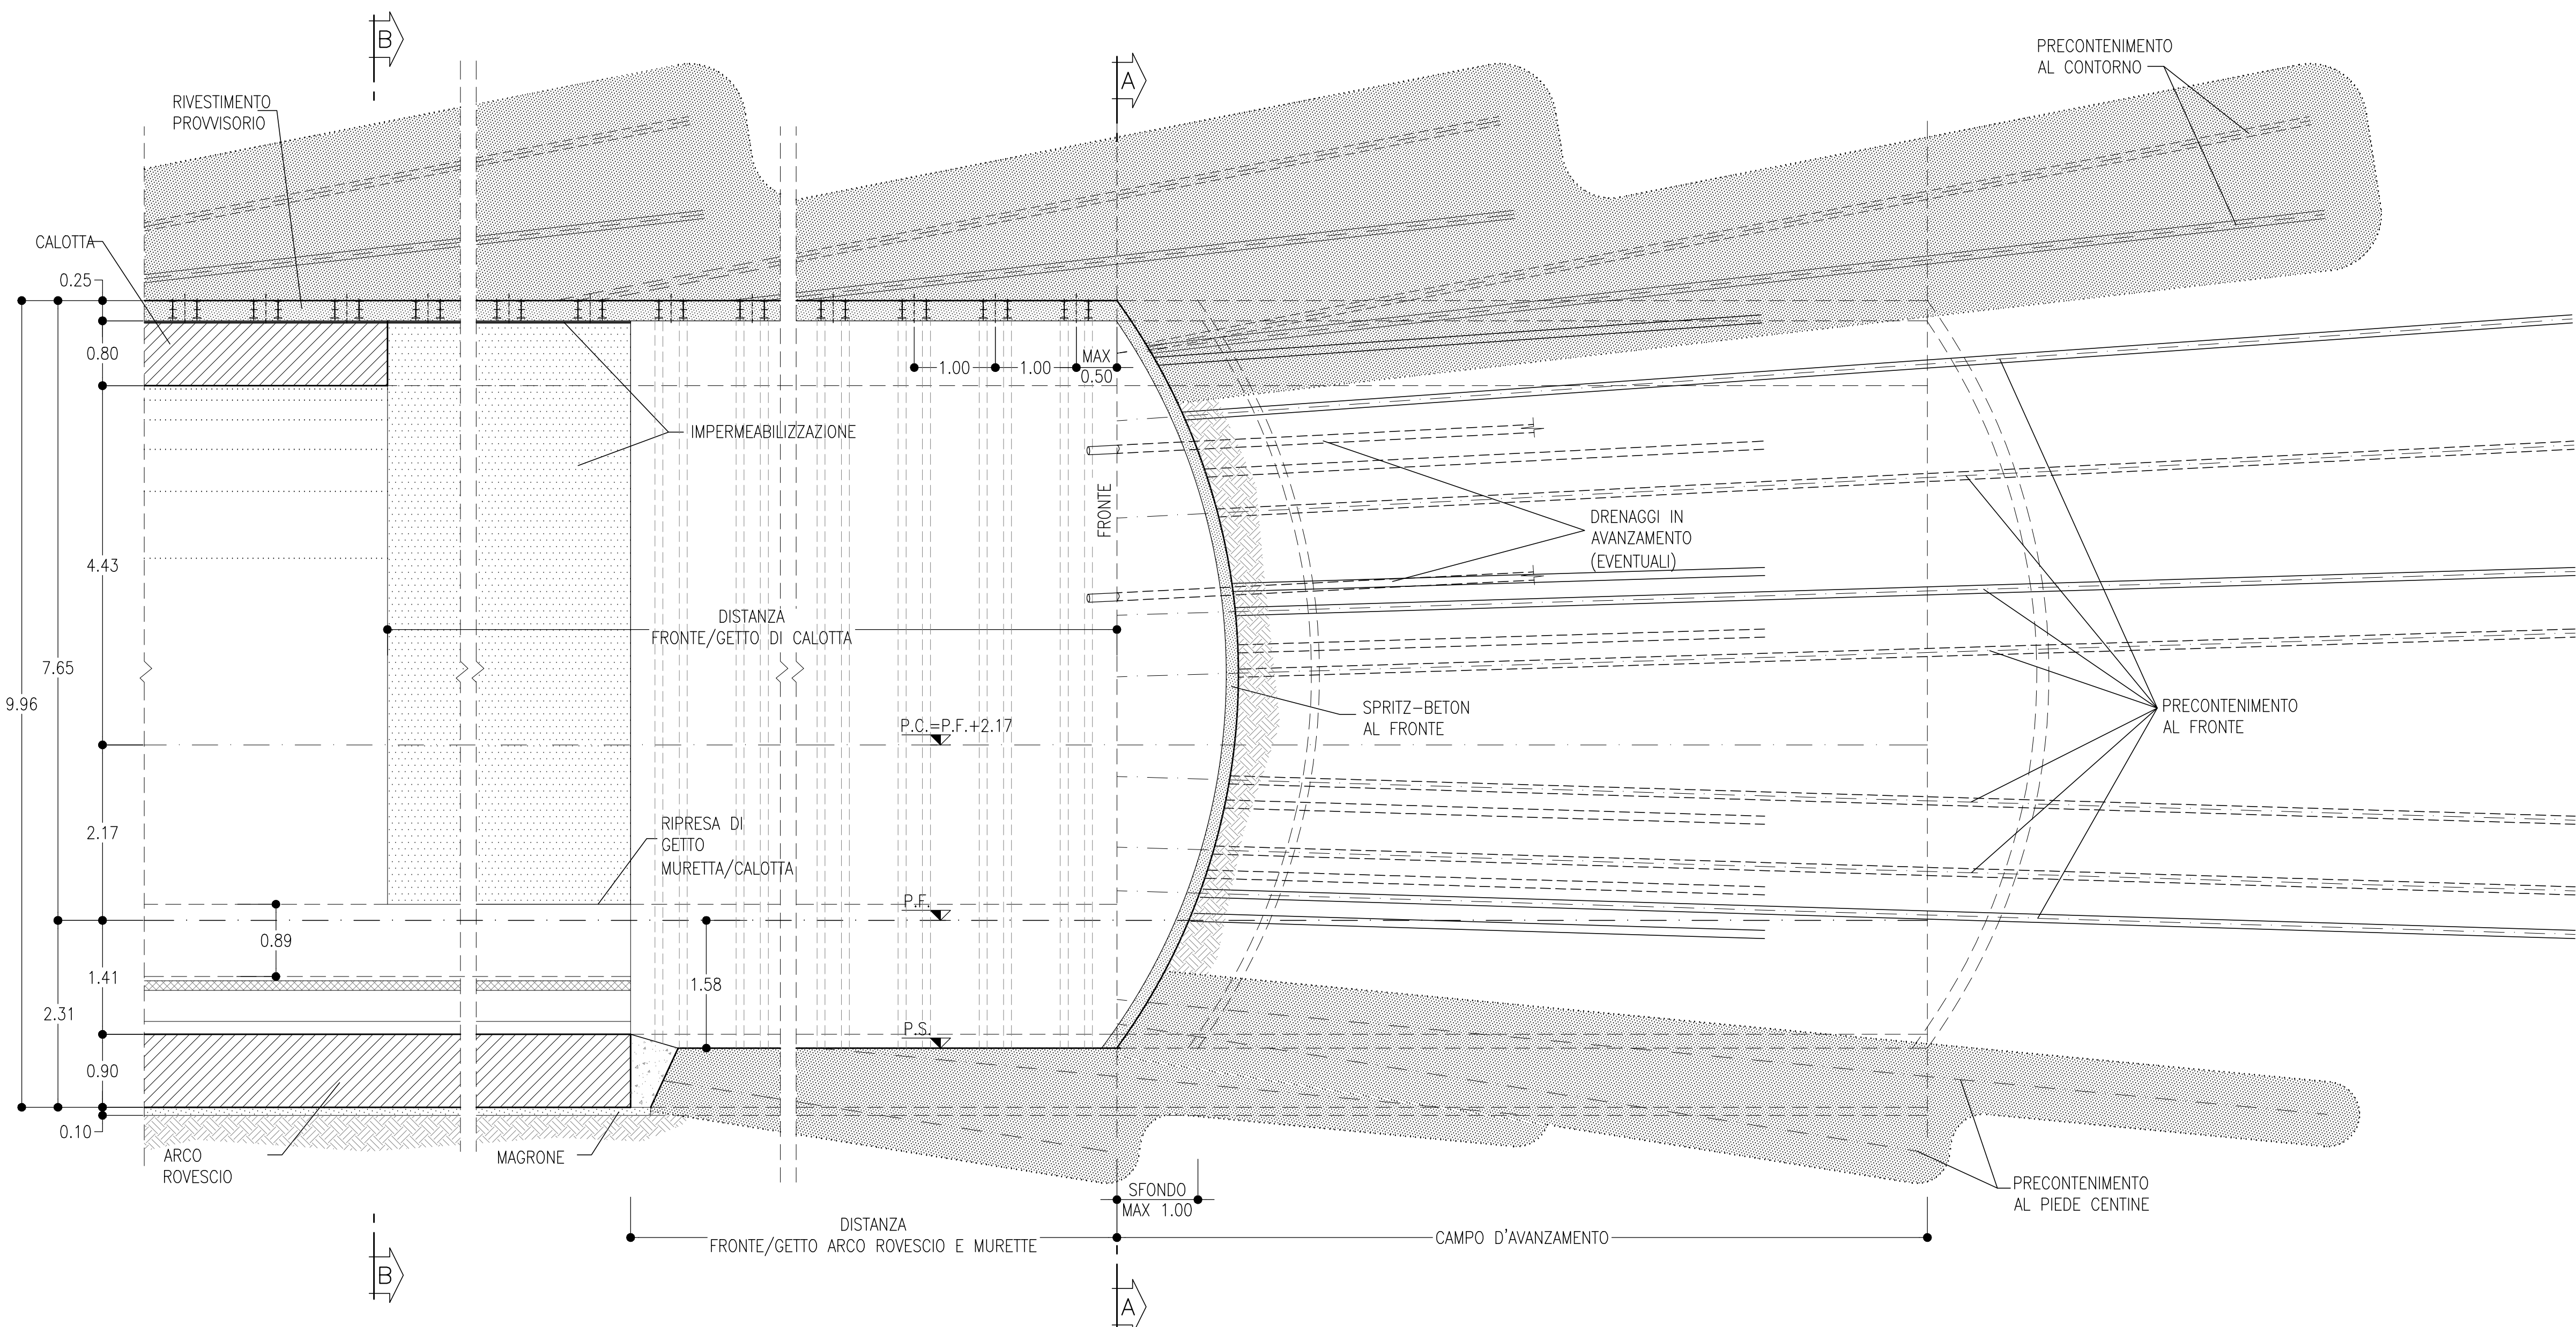 B
A
PRECONTENIMENTO
AL CONTORNO
RIVESTIMENTO
PROVVISORIO
CALOTTA
0.25
0.80
MAX
1.00
1.00
0.50
IMPERMEABILIZZAZIONE
FRONTE
DRENAGGI IN
AVANZAMENTO
(EVENTUALI)
4.43
DISTANZA
FRONTE/GETTO DI CALOTTA
7.65
9.96
SPRITZ-BETON
AL FRONTE
PRECONTENIMENTO
AL FRONTE
P.C.=P.F.+2.17
2.17
RIPRESA DI
GETTO
MURETTA/CALOTTA
P.F.
0.89
1.41
1.58
2.31
P.S.
0.90
0.10
ARCO
ROVESCIO
MAGRONE
SFONDO
MAX 1.00
PRECONTENIMENTO
AL PIEDE CENTINE
DISTANZA
FRONTE/GETTO ARCO ROVESCIO E MURETTE
CAMPO D'AVANZAMENTO
B
A